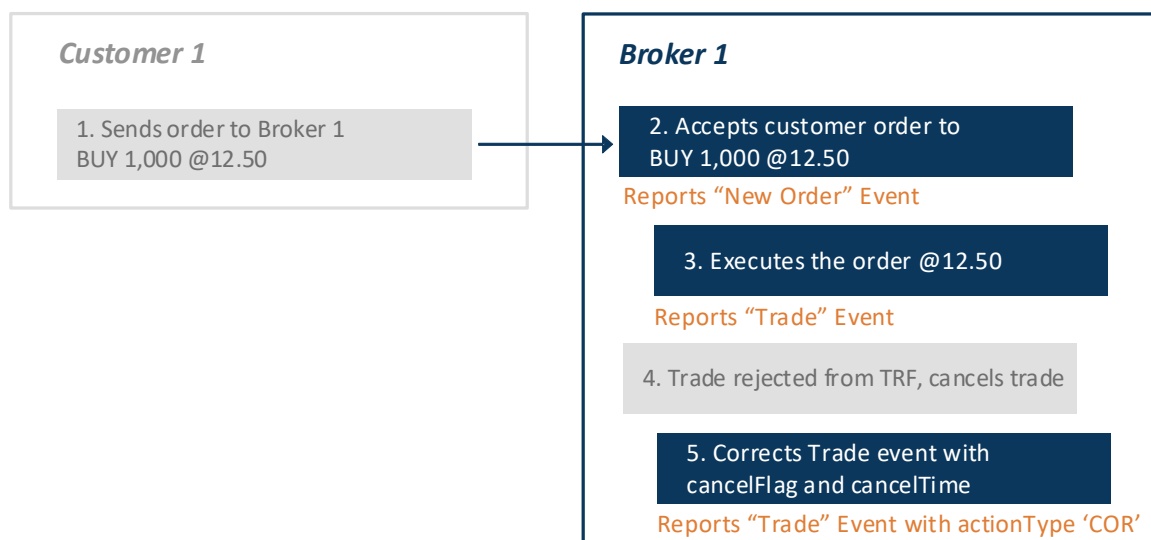 Customer 1
1. Sends order to Broker 1
BUY 1,000 @12.50
Broker 1
2. Accepts customer order to
BUY 1,000 @12.50
Reports “New Order” Event
3. Executes the order @12.50
Reports “Trade” Event
4. Trade rejected from TRF, cancels trade
5. Corrects Trade event with
cancelFlag and cancelTime
Reports “Trade” Event with actionType ‘COR’